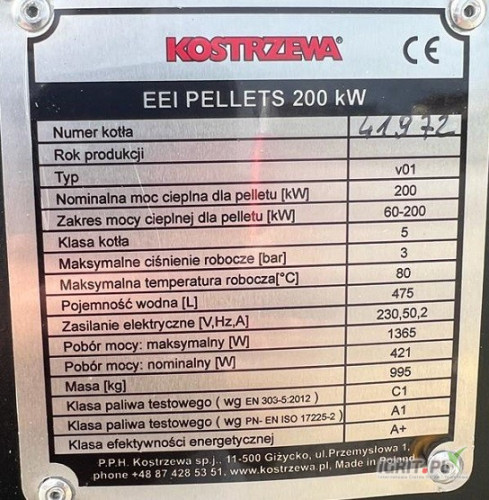 KOSTRZEWA CE
EEI PELLETS 200 kW
Numer kotła 41972
Rok produkcji
Typ v01
Nominalna moc cieplna dla pelletu [kW] 200
Zakres mocy cieplnej dla pelletu [kW] 60-200
Klasa kotła 5
Maksymalne ciśnienie robocze [bar] 3
Maksymalna temperatura robocza[°C] 80
Pojemność wodna [L] 475
Zasilanie elektryczne [V,Hz,A] 230,50,2
Pobór mocy: maksymalny [W] 1365
Pobór mocy: nominalny [W] 421
Masa [kg] 995
Klasa paliwa testowego ( wg EN 303-5:2012 ) C1
Klasa paliwa testowego ( wg PN- EN ISO 17225-2 ) A1
Klasa efektywności energetycznej A+
P.P.H. Kostrzewa sp.j.. 11-500 Giżycko, ul.Przemysłowa 1,
phone +48 87 428 53 51, www.kostrzewa.com.pl, Made in Poland